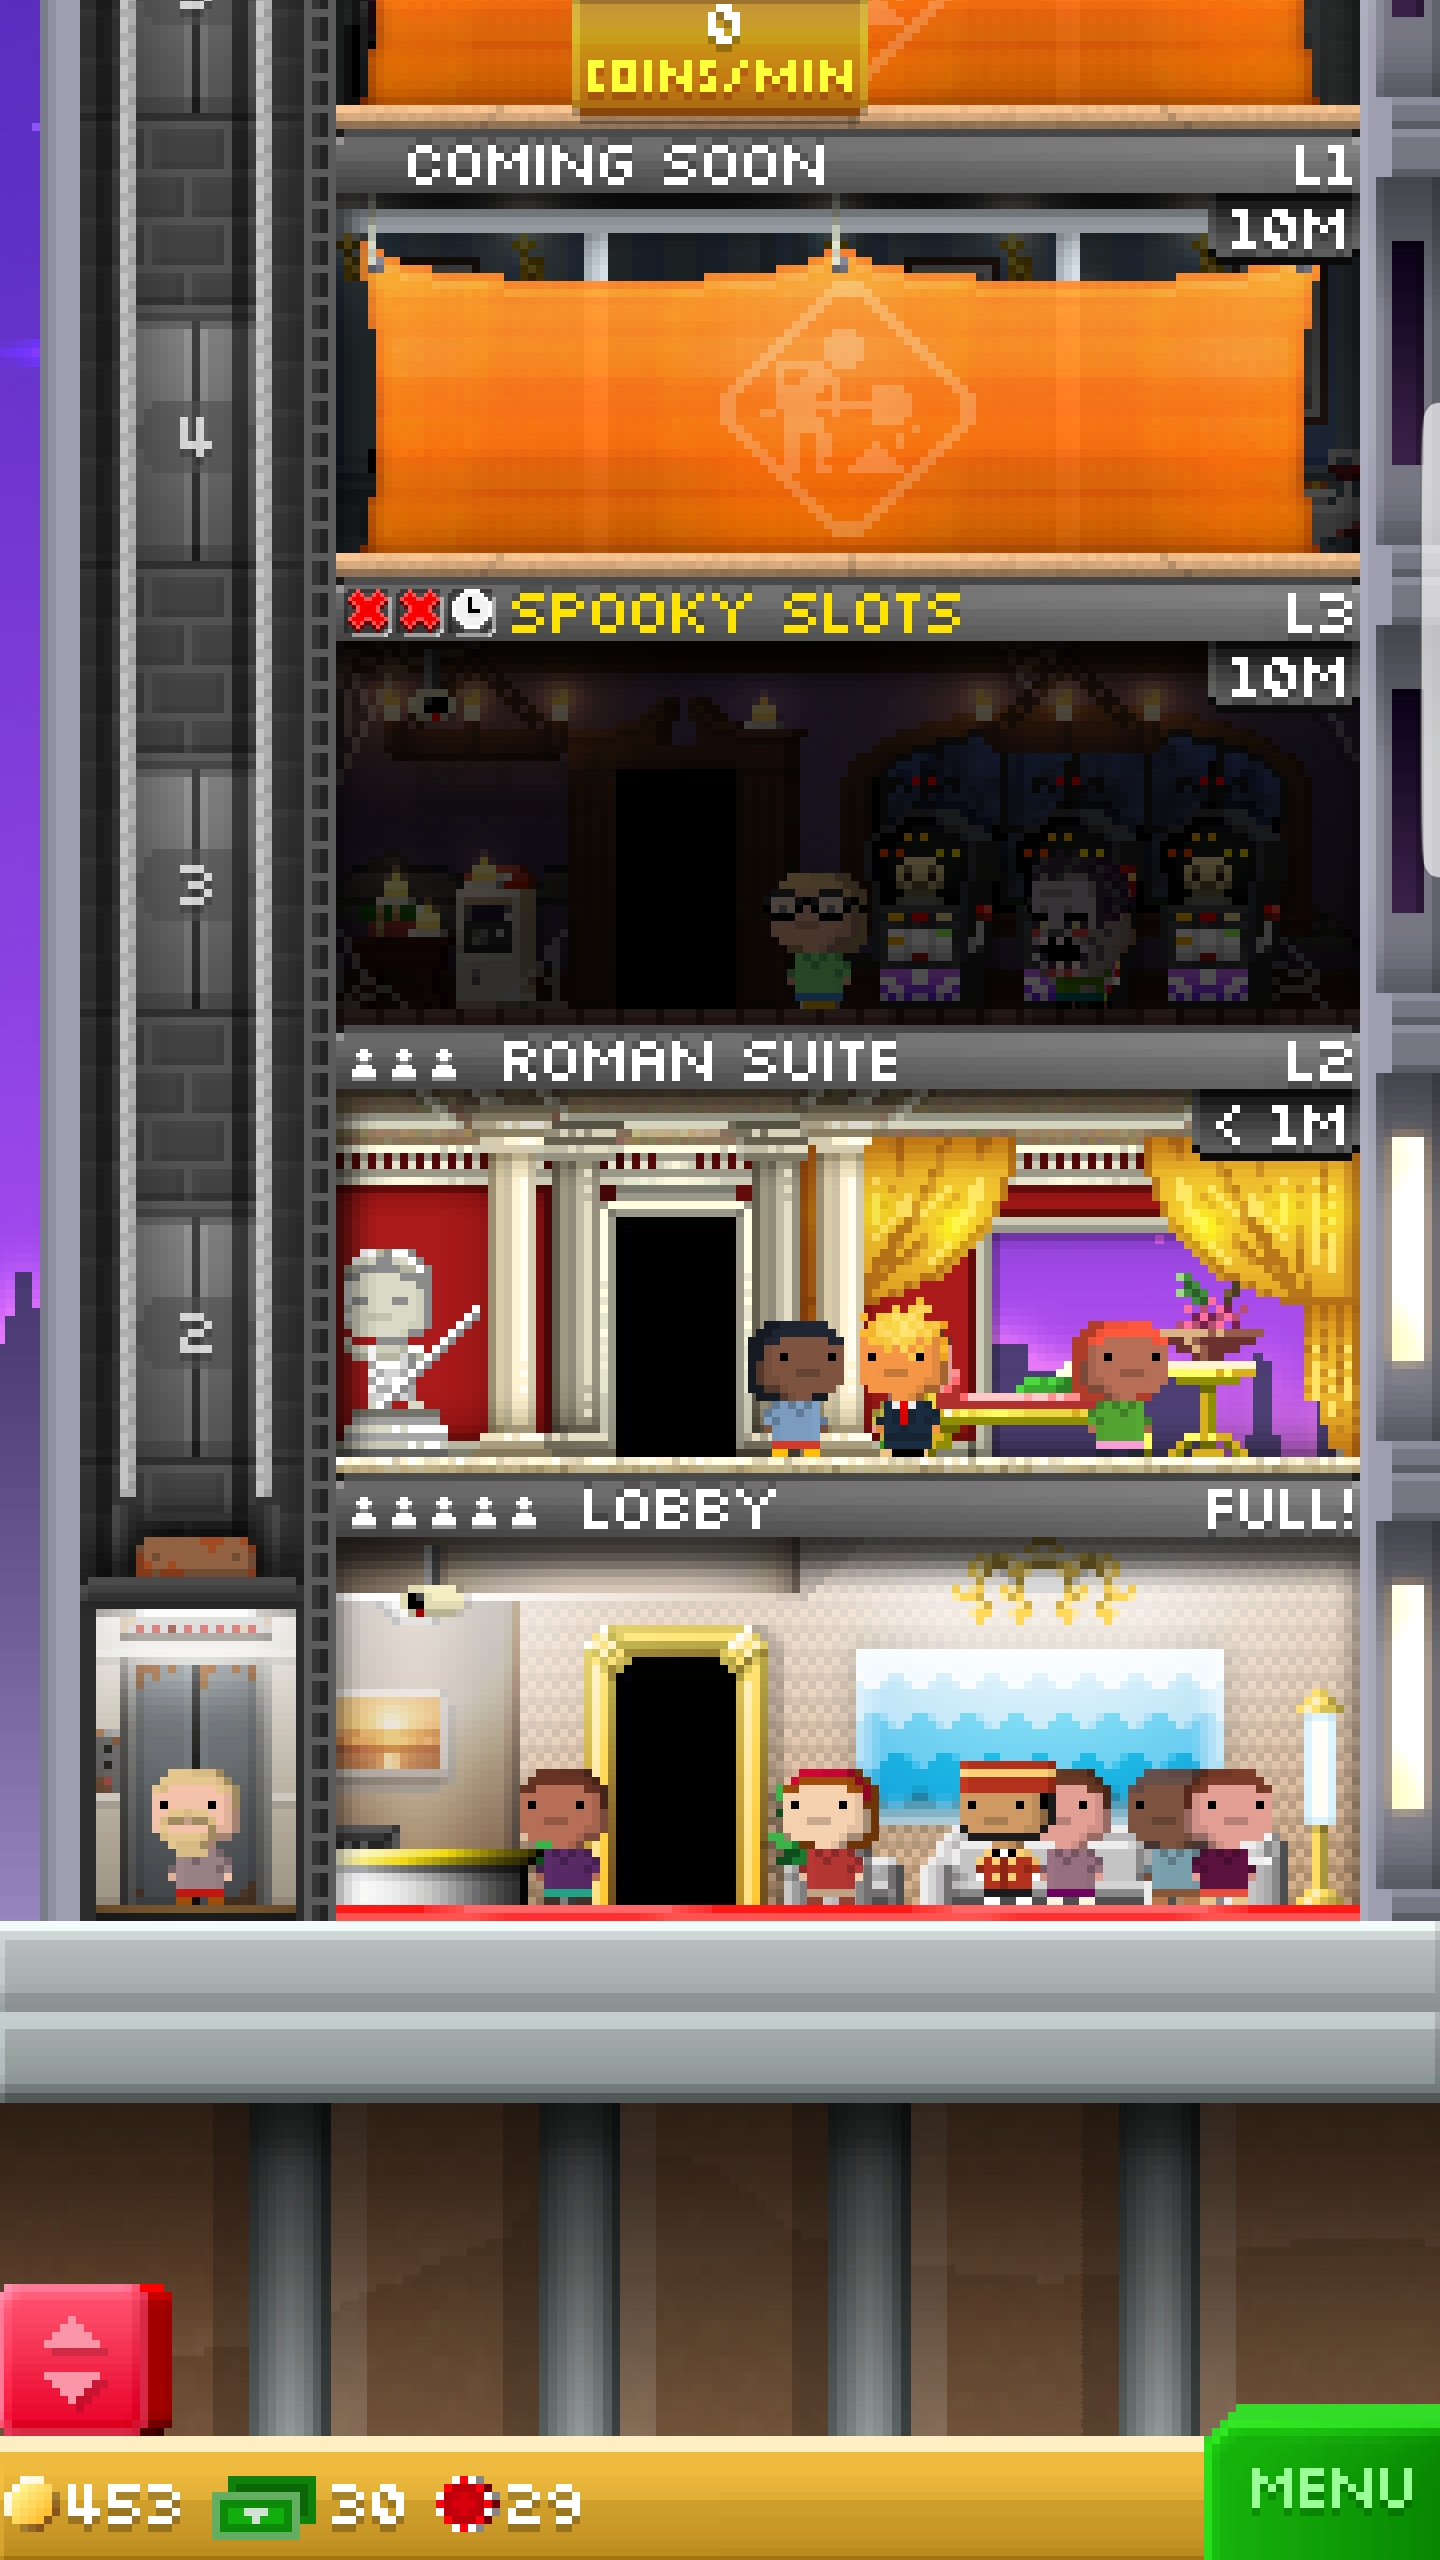 0
COINS/MIN
COMING SOON L1
10M
4
SPOOKY SLOTS L3
10M
3
ROMAN SUITE L2
< 1M
2
LOBBY FULL!
453 30 29
MENU